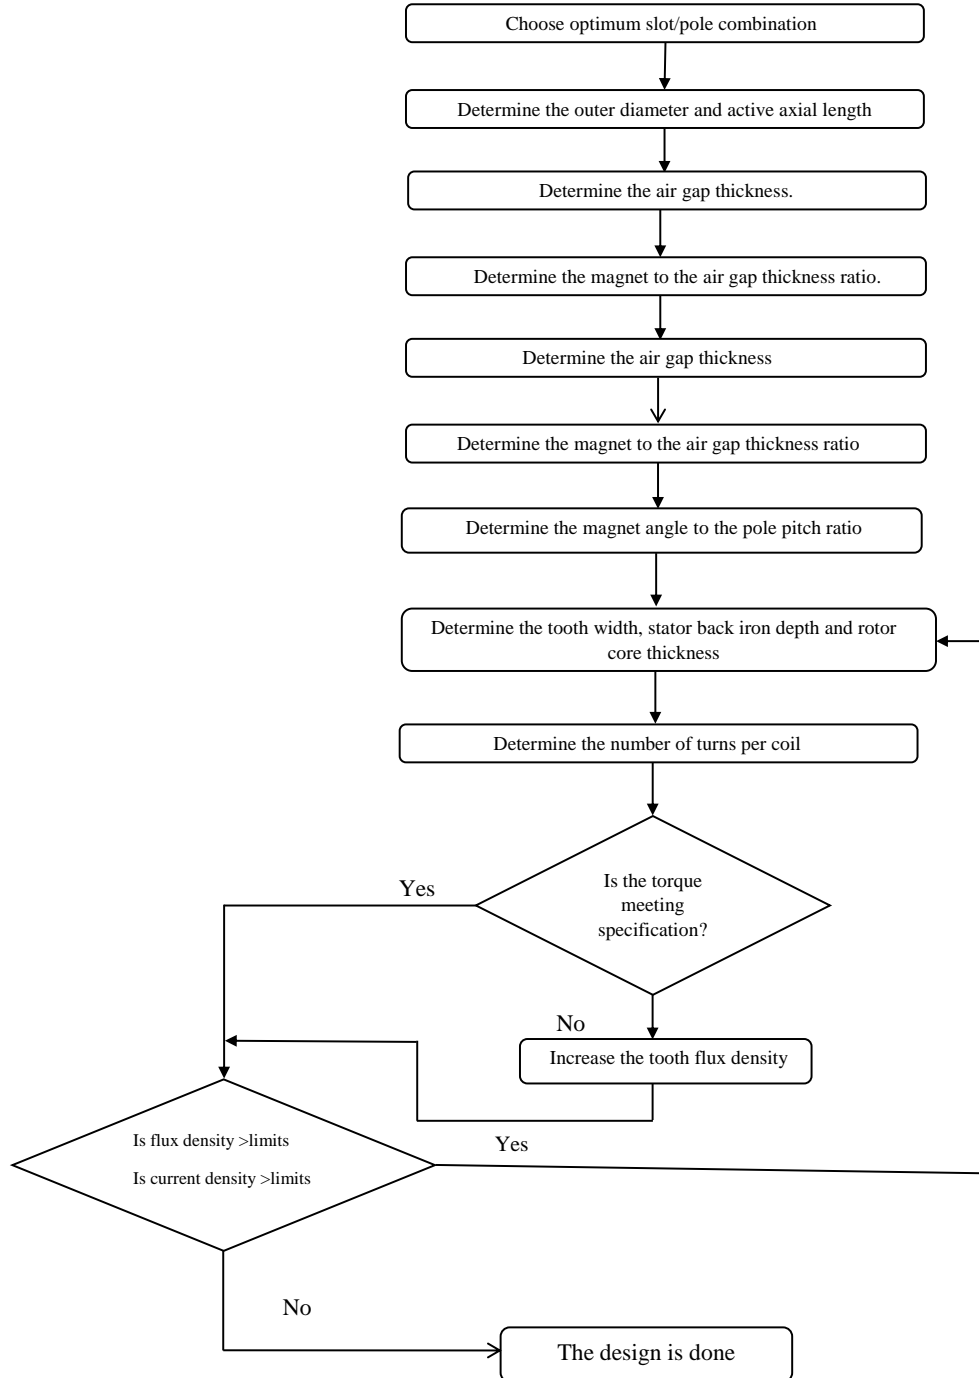 Choose optimum slot/pole combination
Determine the outer diameter and active axial length
Determine the air gap thickness.
Determine the magnet to the air gap thickness ratio.
Determine the air gap thickness
Determine the magnet to the air gap thickness ratio
Determine the magnet angle to the pole pitch ratio
Determine the tooth width, stator back iron depth and rotor
core thickness
Determine the number of turns per coil
Is the torque
meeting
specification?
Yes
No
Increase the tooth flux density
Is flux density >limits
Is current density >limits
Yes
No
The design is done